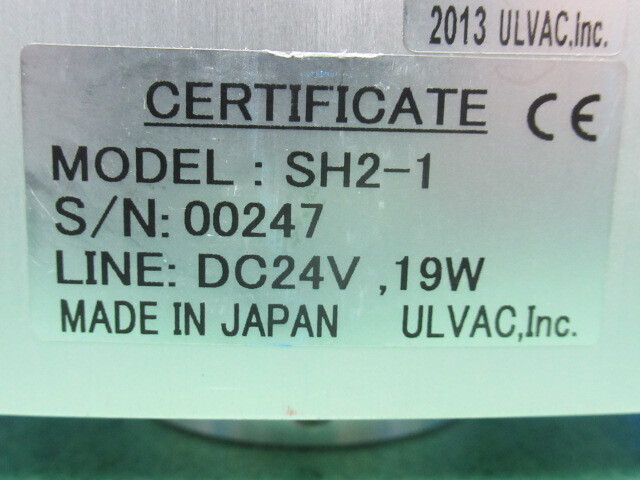 2013 ULVAC,Inc.
CERTIFICATE CE
MODEL : SH2-1
S/N: 00247
LINE: DC24V ,19W
MADE IN JAPAN ULVAC,Inc.